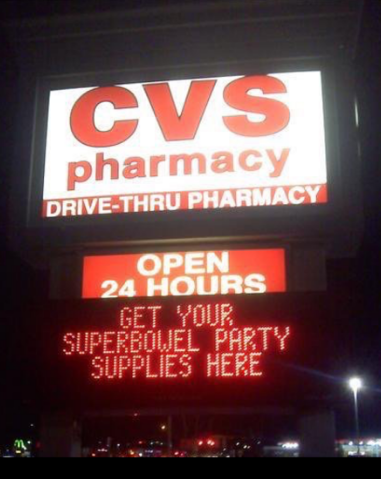 CVS
pharmacy
DRIVE-THRU PHARMACY
OPEN
24 HOURS
GET YOUR
SUPERBOWEL PARTY
SUPPLIES HERE